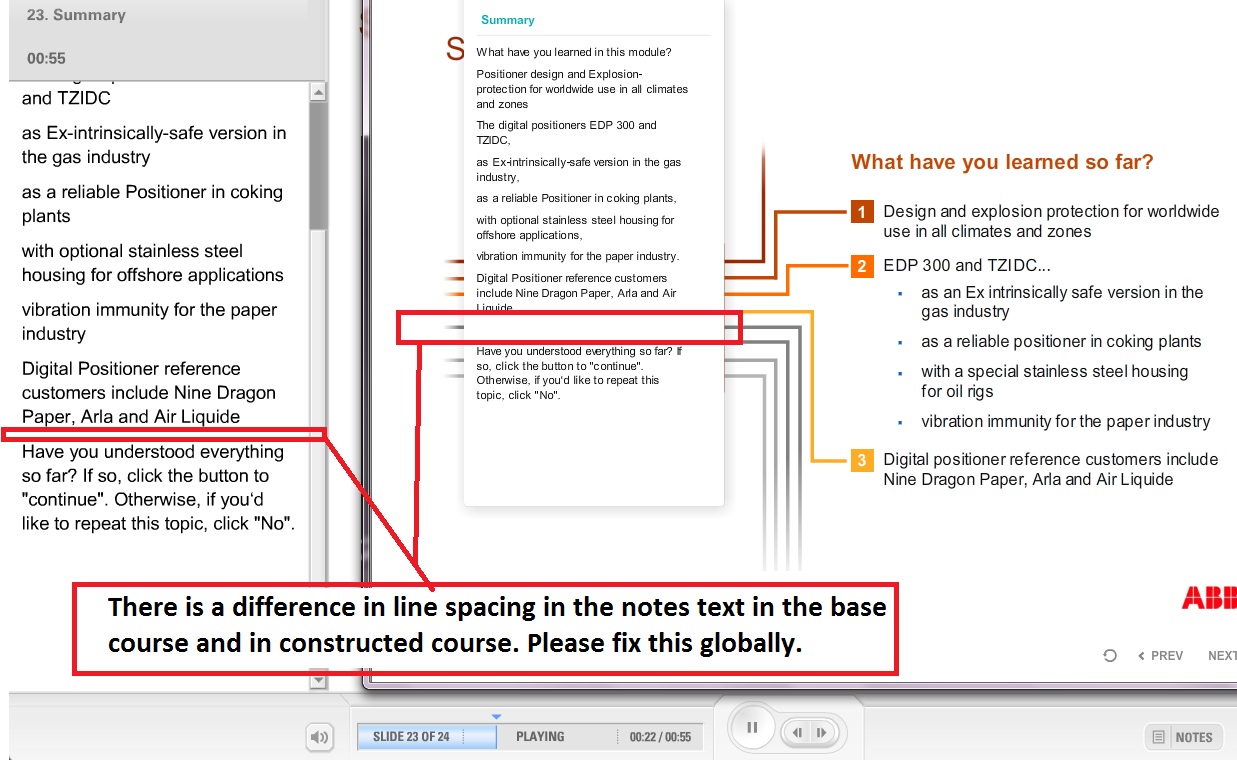 23. Summary
00:55
and TZIDC
as Ex-intrinsically-safe version in
the gas industry
as a reliable Positioner in coking
plants
with optional stainless steel
housing for offshore applications
vibration immunity for the paper
industry
Digital Positioner reference
customers include Nine Dragon
Paper, Arla and Air Liquide
Have you understood everything
so far? If so, click the button to
"continue". Otherwise, if you'd
like to repeat this topic, click "No".
S
Summary
What have you learned in this module?
Positioner design and Explosion-
protection for worldwide use in all climates
and zones
The digital positioners EDP 300 and
TZIDC,
as Ex-intrinsically-safe version in the gas
industry,
as a reliable Positioner in coking plants,
with optional stainless steel housing for
offshore applications,
vibration immunity for the paper industry.
Digital Positioner reference customers
include Nine Dragon Paper, Arla and Air
Liquide
Have you understood everything so far? If
so, click the button to "continue".
Otherwise, if you'd like to repeat this
topic, click "No".
What have you learned so far?
1 Design and explosion protection for worldwide
use in all climates and zones
2 EDP 300 and TZIDC...
as an Ex intrinsically safe version in the
gas industry
as a reliable positioner in coking plants
with a special stainless steel housing
for oil rigs
vibration immunity for the paper industry
3 Digital positioner reference customers include
Nine Dragon Paper, Arla and Air Liquide
There is a difference in line spacing in the notes text in the base
course and in constructed course. Please fix this globally.
ABB
PREV NEXT
SLIDE 23 OF 24 PLAYING 00:22 / 00:55
NOTES